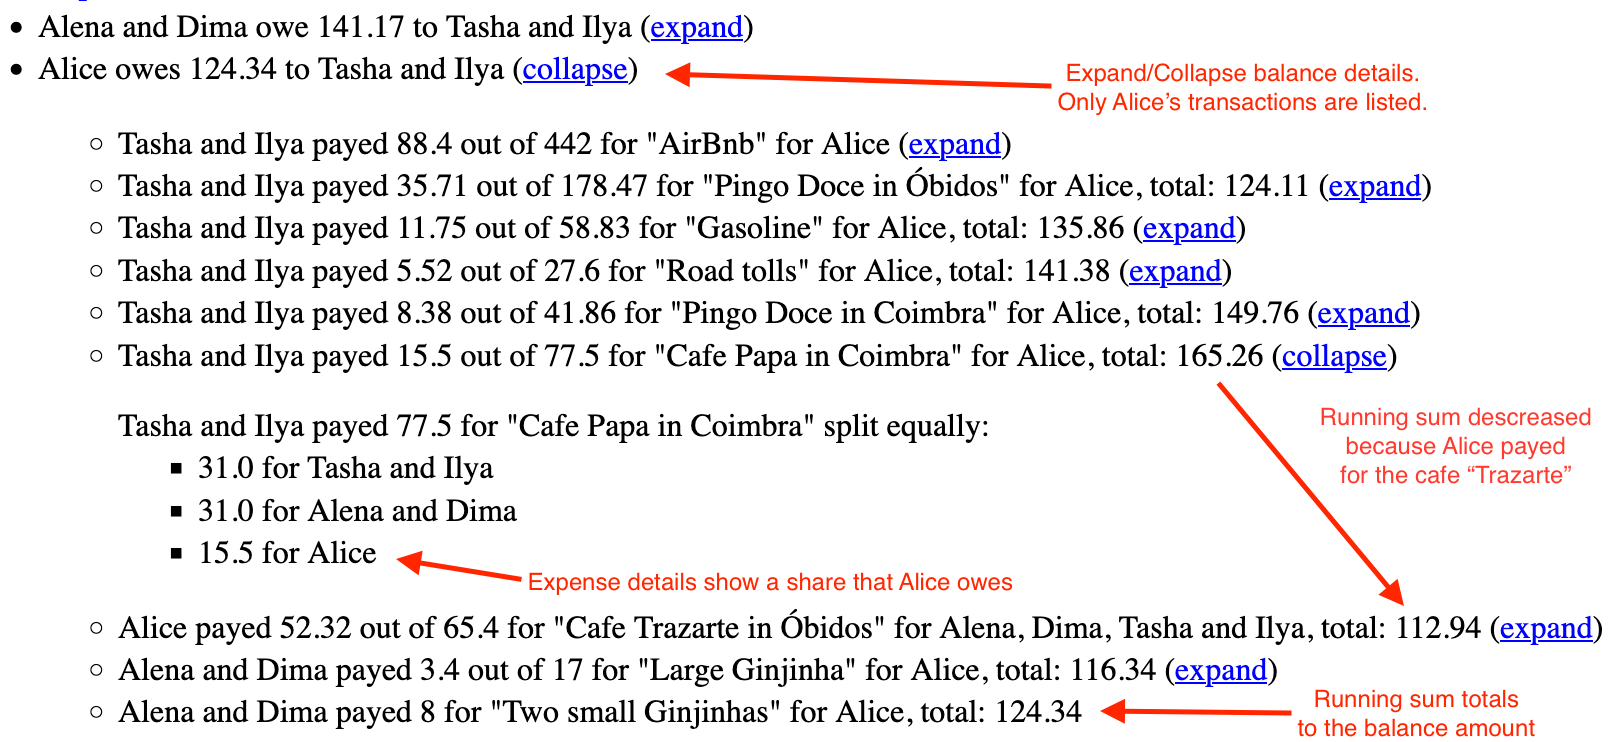 Alena and Dima owe 141.17 to Tasha and Ilya (expand)
Alice owes 124.34 to Tasha and Ilya (collapse)
Expand/Collapse balance details.
Only Alice’s transactions are listed.
Tasha and Ilya payed 88.4 out of 442 for "AirBnb" for Alice (expand)
Tasha and Ilya payed 35.71 out of 178.47 for "Pingo Doce in Óbidos" for Alice, total: 124.11 (expand)
Tasha and Ilya payed 11.75 out of 58.83 for "Gasoline" for Alice, total: 135.86 (expand)
Tasha and Ilya payed 5.52 out of 27.6 for "Road tolls" for Alice, total: 141.38 (expand)
Tasha and Ilya payed 8.38 out of 41.86 for "Pingo Doce in Coimbra" for Alice, total: 149.76 (expand)
Tasha and Ilya payed 15.5 out of 77.5 for "Cafe Papa in Coimbra" for Alice, total: 165.26 (collapse)
Tasha and Ilya payed 77.5 for "Cafe Papa in Coimbra" split equally:
31.0 for Tasha and Ilya
31.0 for Alena and Dima
15.5 for Alice
Running sum descreased
because Alice payed
for the cafe “Trazarte”
Expense details show a share that Alice owes
Alice payed 52.32 out of 65.4 for "Cafe Trazarte in Óbidos" for Alena, Dima, Tasha and Ilya, total: 112.94 (expand)
Alena and Dima payed 3.4 out of 17 for "Large Ginjinha" for Alice, total: 116.34 (expand)
Alena and Dima payed 8 for "Two small Ginjinhas" for Alice, total: 124.34
Running sum totals
to the balance amount